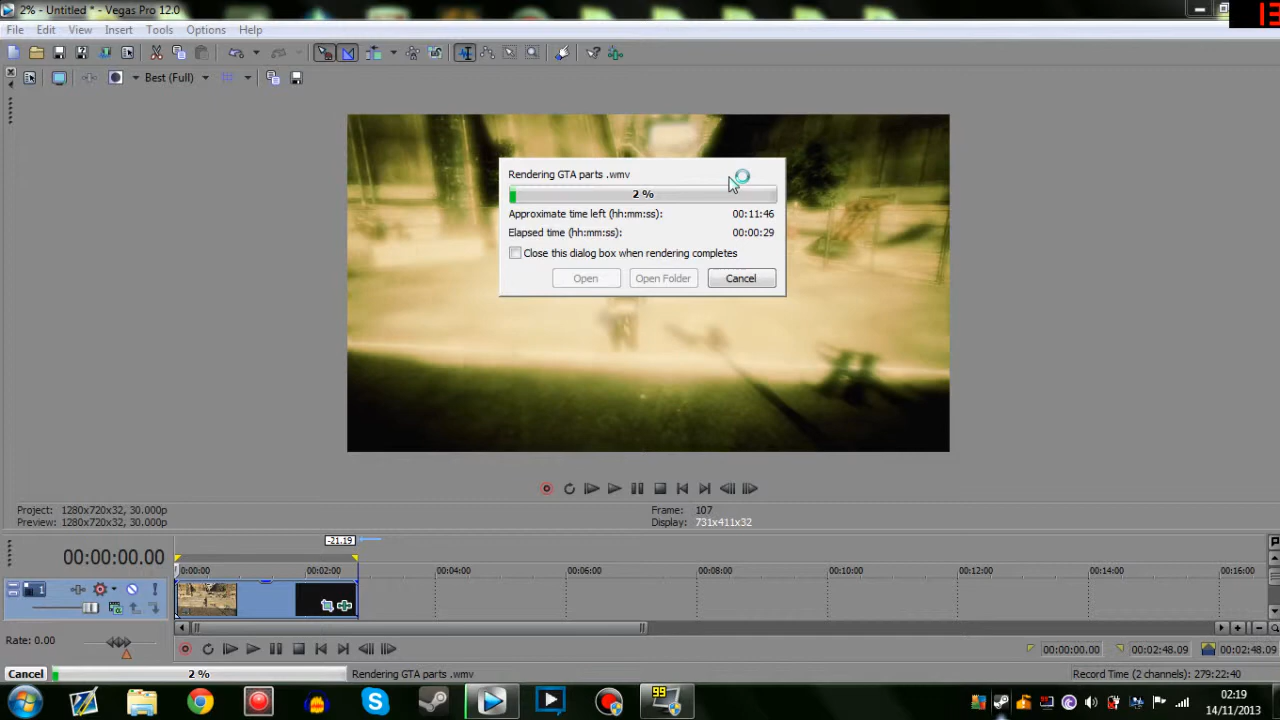 2% - Untitled * - Vegas Pro 12.0
13
File Edit View Insert Tools Options Help
Best (Full)
Rendering GTA parts .wmv
2 %
Approximate time left (hh:mm:ss): 00:11:46
Elapsed time (hh:mm:ss): 00:00:29
Close this dialog box when rendering completes
Open Open Folder Cancel
Project: 1280x720x32, 30.000p
Preview: 1280x720x32, 30.000p
Frame: 107
Display: 731x411x32
-21.19
00:00:00.00
0:00:00 00:02:00 00:04:00 00:06:00 00:08:00 00:10:00 00:12:00 00:14:00 00:16:00
1
Rate: 0.00
00:00:00.00 00:02:48.09 00:02:48.09
Cancel 2 % Rendering GTA parts .wmv Record Time (2 channels): 279:22:40
99
02:19
14/11/2013